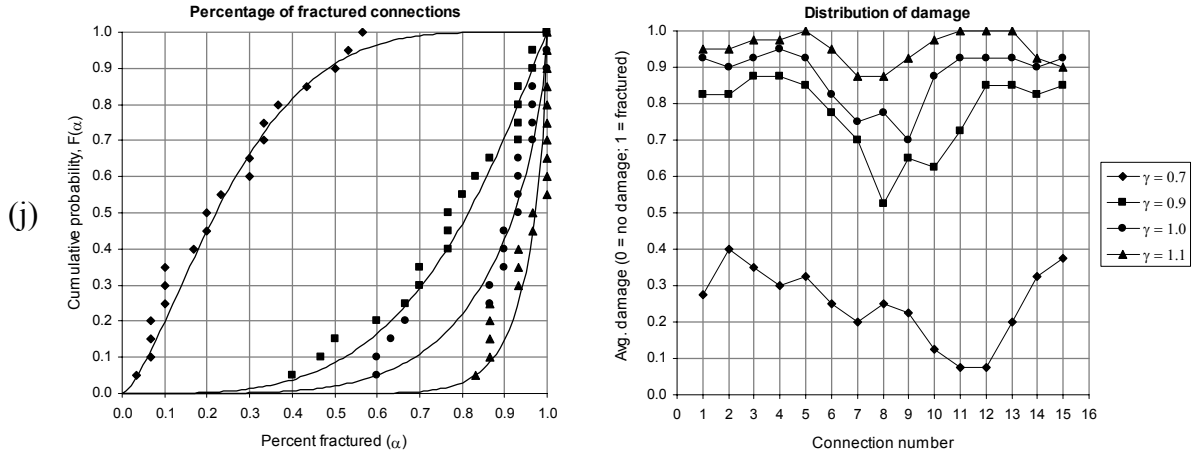 (j)
Percentage of fractured connections
Cumulative probability, F(α)
1.0
0.9
0.8
0.7
0.6
0.5
0.4
0.3
0.2
0.1
0.0
0.0 0.1 0.2 0.3 0.4 0.5 0.6 0.7 0.8 0.9 1.0
Percent fractured (α)
Distribution of damage
Avg. damage (0 = no damage; 1 = fractured)
1.0
0.9
0.8
0.7
0.6
0.5
0.4
0.3
0.2
0.1
0.0
0 1 2 3 4 5 6 7 8 9 10 11 12 13 14 15 16
Connection number
γ = 0.7
γ = 0.9
γ = 1.0
γ = 1.1